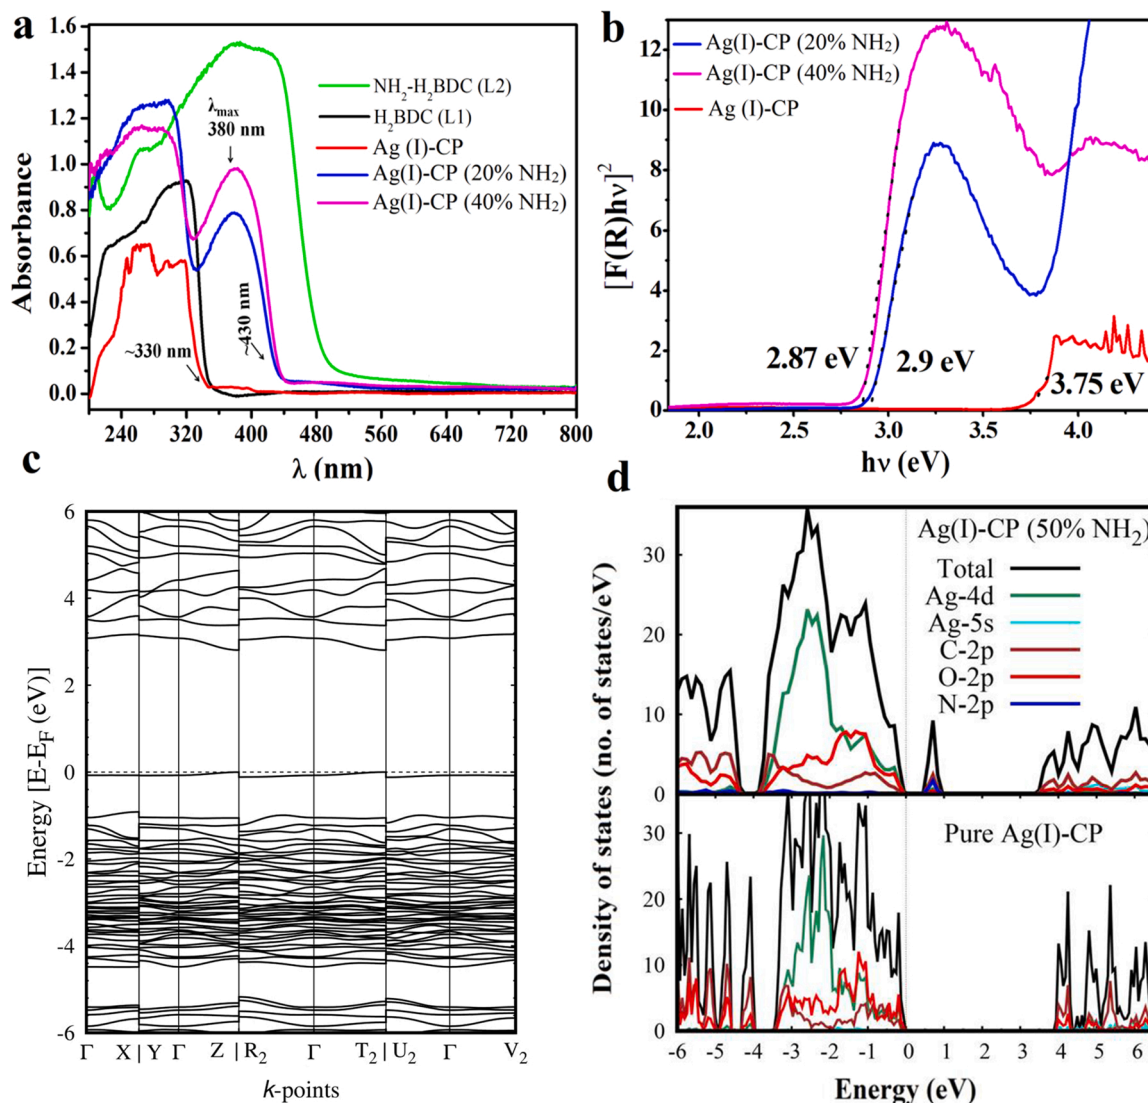 a
1.6
1.4
1.2
1.0
0.8
0.6
0.4
0.2
0.0
Absorbance
NH₂-H₂BDC (L2)
H₂BDC (L1)
Ag (I)-CP
Ag(I)-CP (20% NH₂)
Ag(I)-CP (40% NH₂)
λmax
380 nm
~330 nm
~430 nm
240 320 400 480 560 640 720 800
λ (nm)
b
12
10
8
6
4
2
0
[F(R)hν]²
Ag(I)-CP (20% NH₂)
Ag(I)-CP (40% NH₂)
Ag (I)-CP
2.87 eV
2.9 eV
3.75 eV
2.5 3.0 3.5 4.0
hν (eV)
c
6
4
2
0
-2
-4
-6
Energy [E-E_F (eV)]
Γ X | Y Γ Z | R₂ Γ T₂ | U₂ Γ V₂
k-points
d
Density of states (no. of states/eV)
30
20
10
0
Ag(I)-CP (50% NH₂)
Total
Ag-4d
Ag-5s
C-2p
O-2p
N-2p
30
20
10
0
Pure Ag(I)-CP
-6 -5 -4 -3 -2 -1 0 1 2 3 4 5 6
Energy (eV)